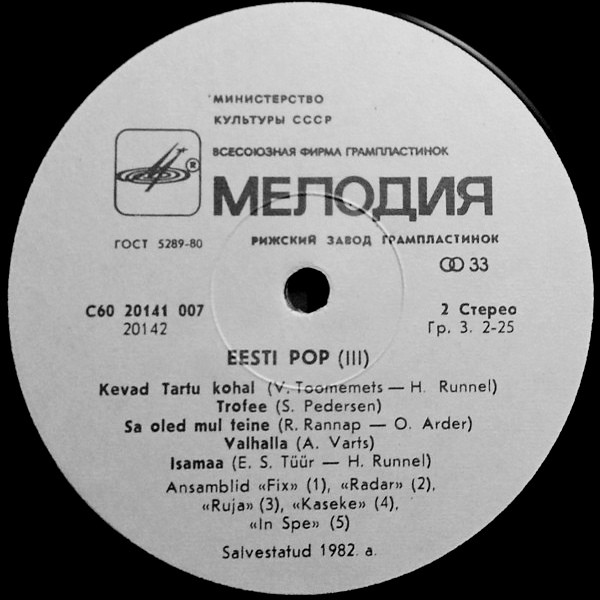 МИНИСТЕРСТВО
КУЛЬТУРЫ СССР
ВСЕСОЮЗНАЯ ФИРМА ГРАМПЛАСТИНОК
®
МЕЛОДИЯ
ГОСТ 5289-80
РИЖСКИЙ ЗАВОД ГРАМПЛАСТИНОК
33
С60 20141 007
20142
2 Стерео
Гр. 3. 2-25
EESTI POP (III)
Kevad Tartu kohal (V. Toomemets — H. Runnel)
Trofee (S. Pedersen)
Sa oled mul teine (R. Rannap — O. Arder)
Valhalla (A. Varts)
Isamaa (E. S. Tüür — H. Runnel)
Ansamblid «Fix» (1), «Radar» (2),
«Ruja» (3), «Kaseke» (4),
«In Spe» (5)
Salvestatud 1982. a.